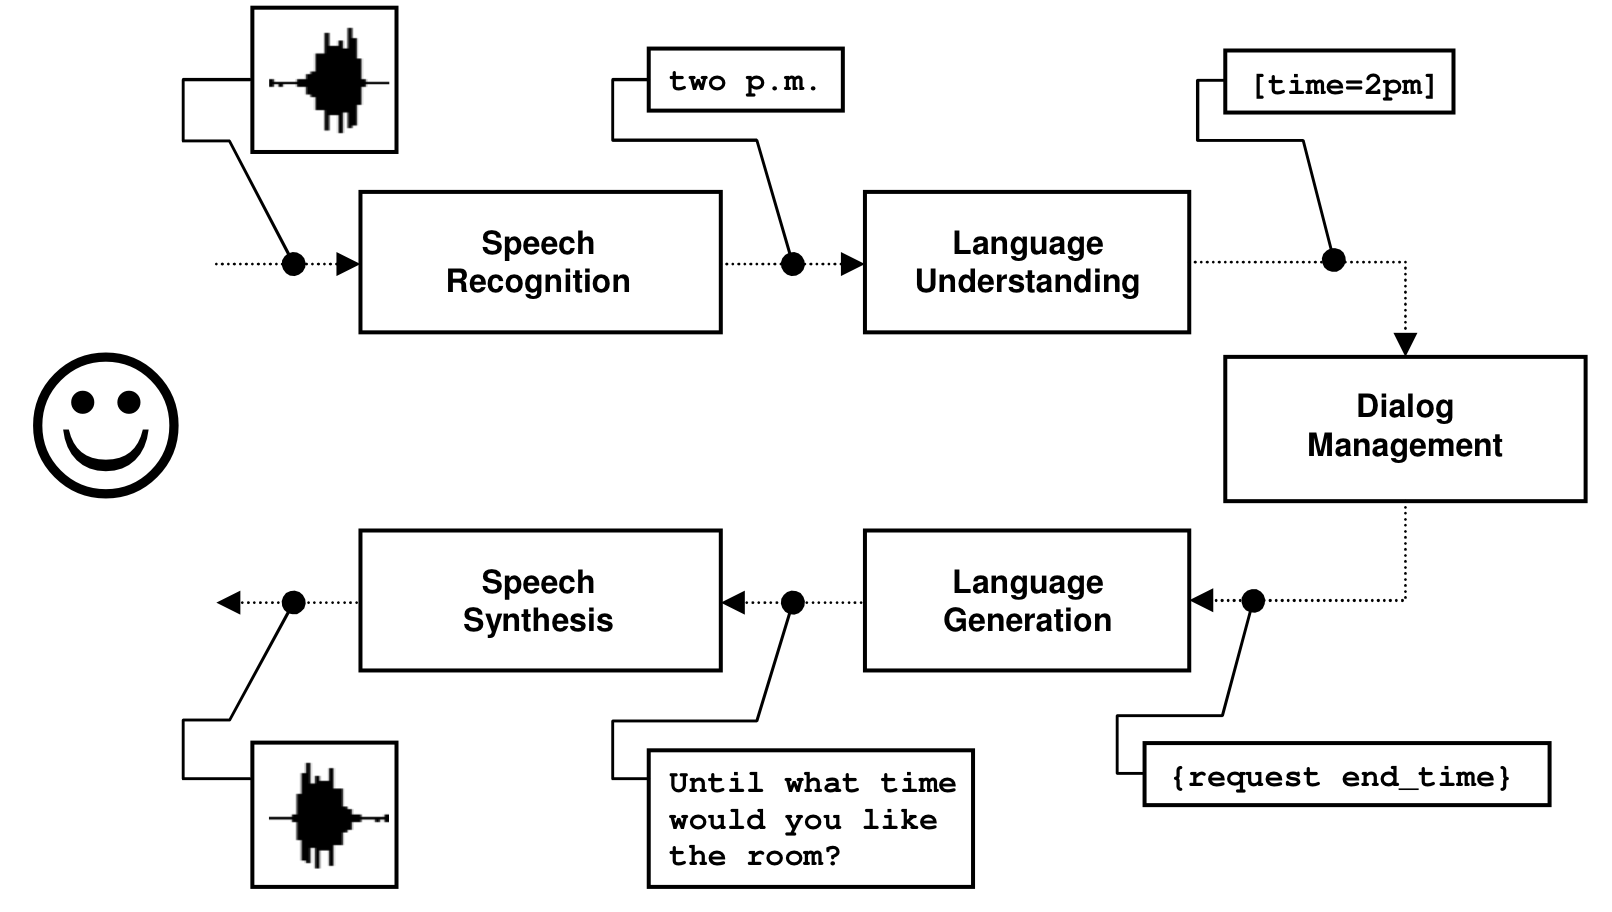 two p.m.
[time=2pm]
Speech
Recognition
Language
Understanding
Dialog
Management
Speech
Synthesis
Language
Generation
Until what time
would you like
the room?
{request end_time}